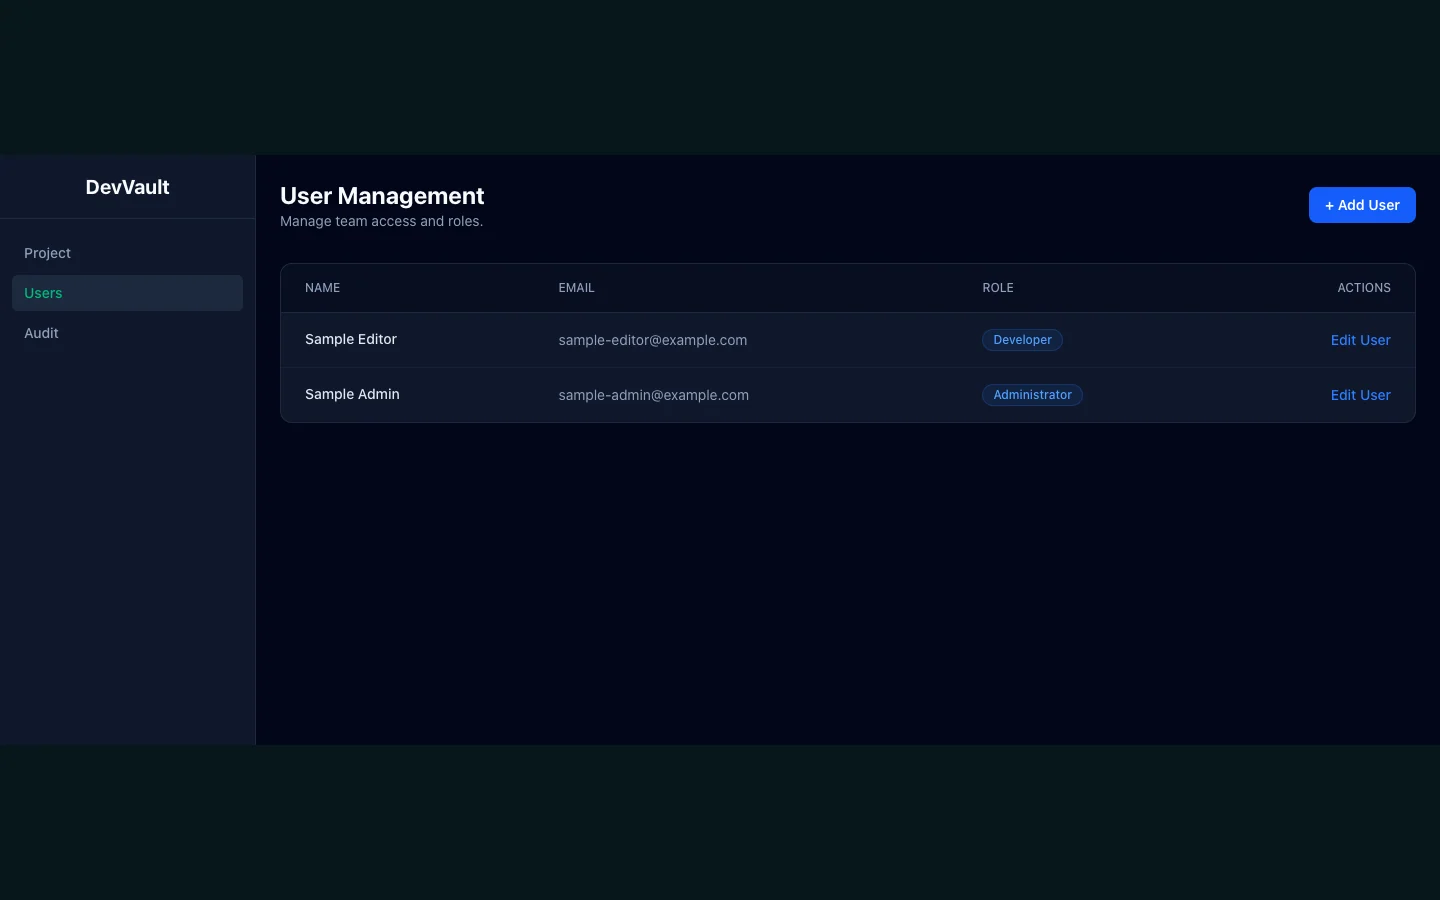 DevVault
Project
Users
Audit
User Management
Manage team access and roles.
+ Add User
NAME EMAIL ROLE ACTIONS
Sample Editor sample-editor@example.com Developer Edit User
Sample Admin sample-admin@example.com Administrator Edit User